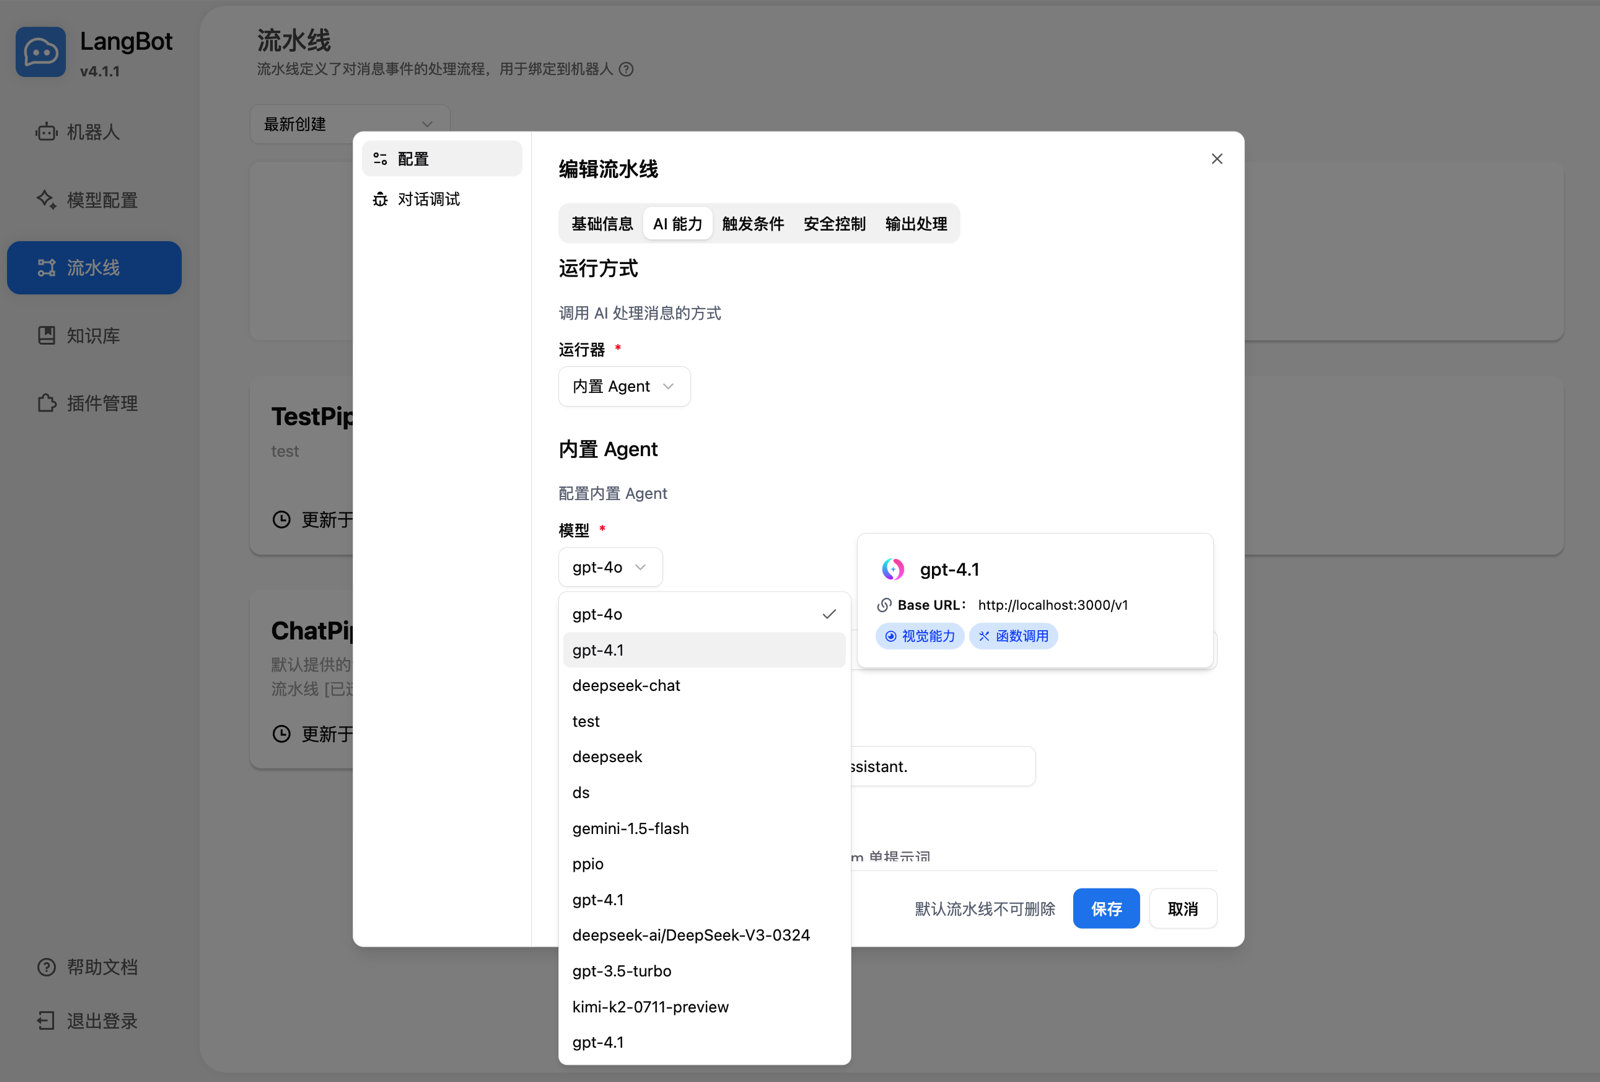 LangBot
v4.1.1
机器人
模型配置
流水线
知识库
插件管理
帮助文档
退出登录
流水线
流水线定义了对消息事件的处理流程，用于绑定到机器人
最新创建
TestPip
test
更新于
ChatPip
默认提供的
流水线 [已
更新于
配置
对话调试
编辑流水线
基础信息 AI 能力 触发条件 安全控制 输出处理
运行方式
调用 AI 处理消息的方式
运行器 *
内置 Agent
内置 Agent
配置内置 Agent
模型 *
gpt-4o
gpt-4o
gpt-4.1
deepseek-chat
test
deepseek
ds
gemini-1.5-flash
ppio
gpt-4.1
deepseek-ai/DeepSeek-V3-0324
gpt-3.5-turbo
kimi-k2-0711-preview
gpt-4.1
gpt-4.1
Base URL： http://localhost:3000/v1
视觉能力 函数调用
ssistant.
m 单提示词
默认流水线不可删除 保存 取消